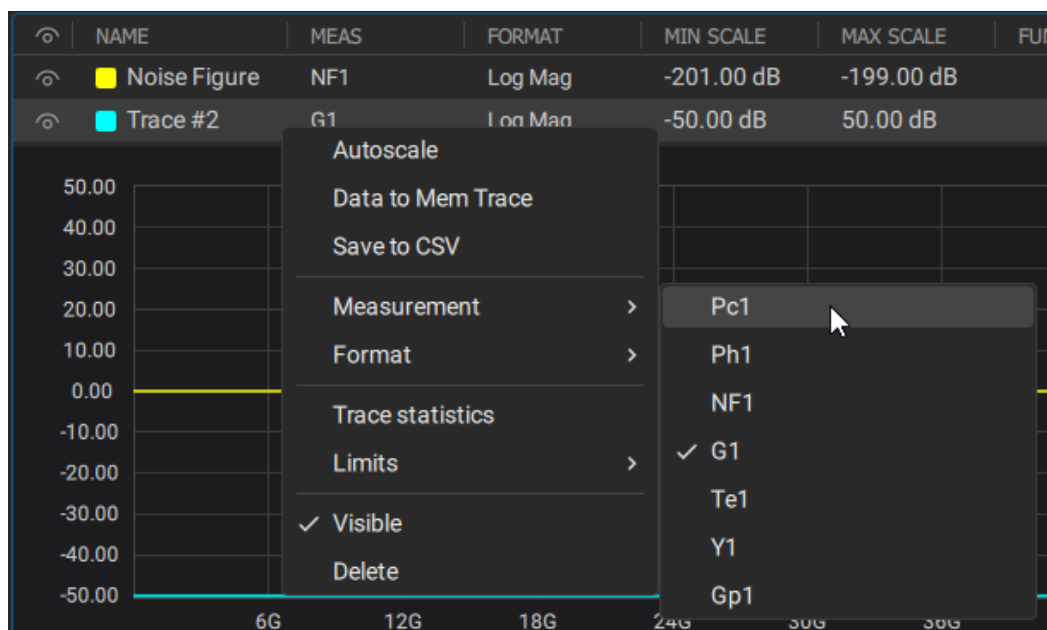 NAME MEAS FORMAT MIN SCALE MAX SCALE FU
Noise Figure NF1 Log Mag -201.00 dB -199.00 dB
Trace #2 G1 Log Mag -50.00 dB 50.00 dB
Autoscale
Data to Mem Trace
Save to CSV
Measurement
Format
Trace statistics
Limits
Visible
Delete
Pc1
Ph1
NF1
G1
Te1
Y1
Gp1
50.00
40.00
30.00
20.00
10.00
0.00
-10.00
-20.00
-30.00
-40.00
-50.00
6G 12G 18G 24G 30G 36G